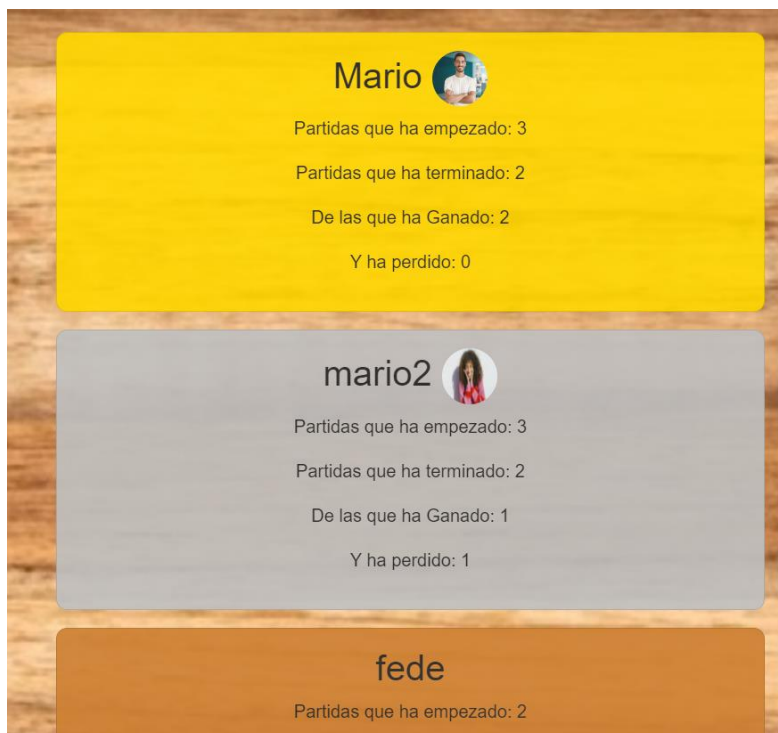 Mario
Partidas que ha empezado: 3
Partidas que ha terminado: 2
De las que ha Ganado: 2
Y ha perdido: 0
mario2
Partidas que ha empezado: 3
Partidas que ha terminado: 2
De las que ha Ganado: 1
Y ha perdido: 1
fede
Partidas que ha empezado: 2